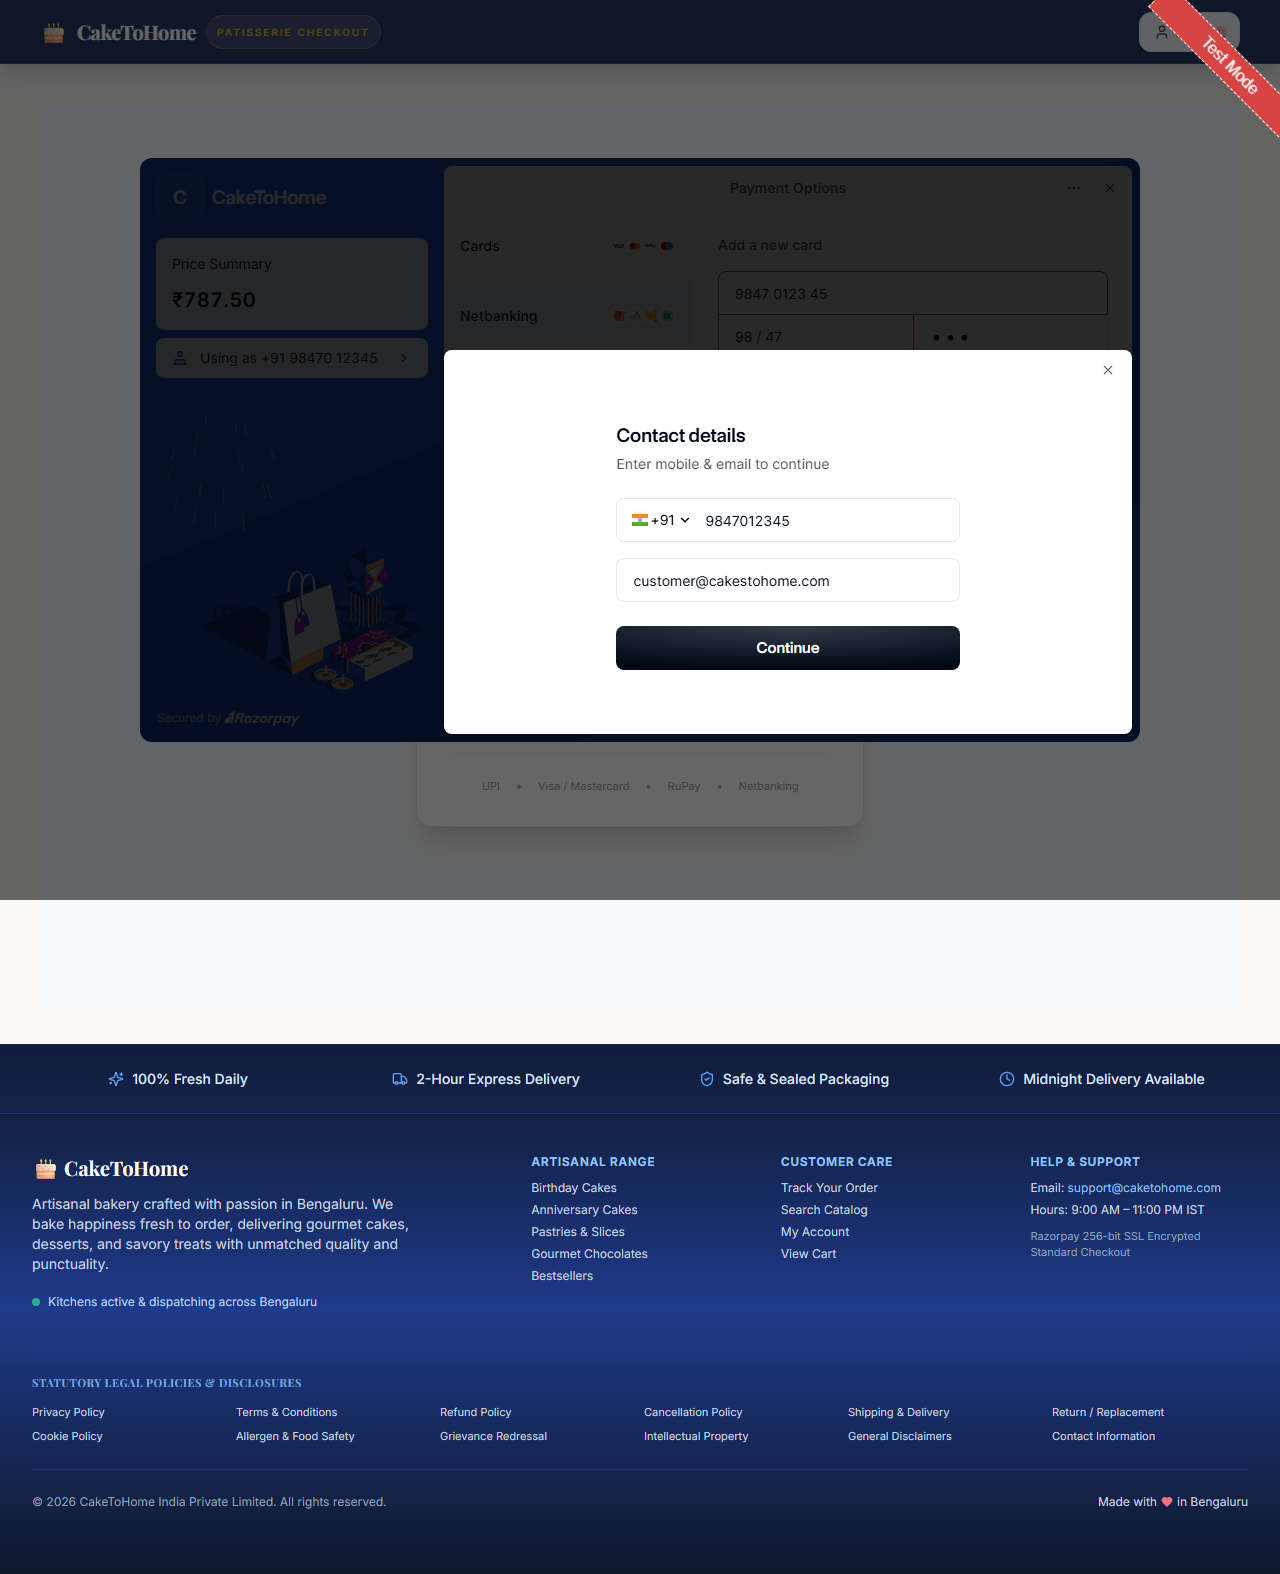 CakeToHome
PATISSERIE CHECKOUT
Test Mode
C
CakeToHome
Price Summary
₹787.50
Using as +91 98470 12345
Secured by Razorpay
Payment Options
Cards
VISA
Netbanking
Add a new card
9847 0123 45
98 / 47
Contact details
Enter mobile & email to continue
+91
9847012345
customer@cakestohome.com
Continue
UPI • Visa / Mastercard • RuPay • Netbanking
100% Fresh Daily
2-Hour Express Delivery
Safe & Sealed Packaging
Midnight Delivery Available
CakeToHome
Artisanal bakery crafted with passion in Bengaluru. We
bake happiness fresh to order, delivering gourmet cakes,
desserts, and savory treats with unmatched quality and
punctuality.
Kitchens active & dispatching across Bengaluru
ARTISANAL RANGE
Birthday Cakes
Anniversary Cakes
Pastries & Slices
Gourmet Chocolates
Bestsellers
CUSTOMER CARE
Track Your Order
Search Catalog
My Account
View Cart
HELP & SUPPORT
Email: support@caketohome.com
Hours: 9:00 AM – 11:00 PM IST
Razorpay 256-bit SSL Encrypted
Standard Checkout
STATUTORY LEGAL POLICIES & DISCLOSURES
Privacy Policy
Terms & Conditions
Refund Policy
Cancellation Policy
Shipping & Delivery
Return / Replacement
Cookie Policy
Allergen & Food Safety
Grievance Redressal
Intellectual Property
General Disclaimers
Contact Information
© 2026 CakeToHome India Private Limited. All rights reserved.
Made with ❤ in Bengaluru